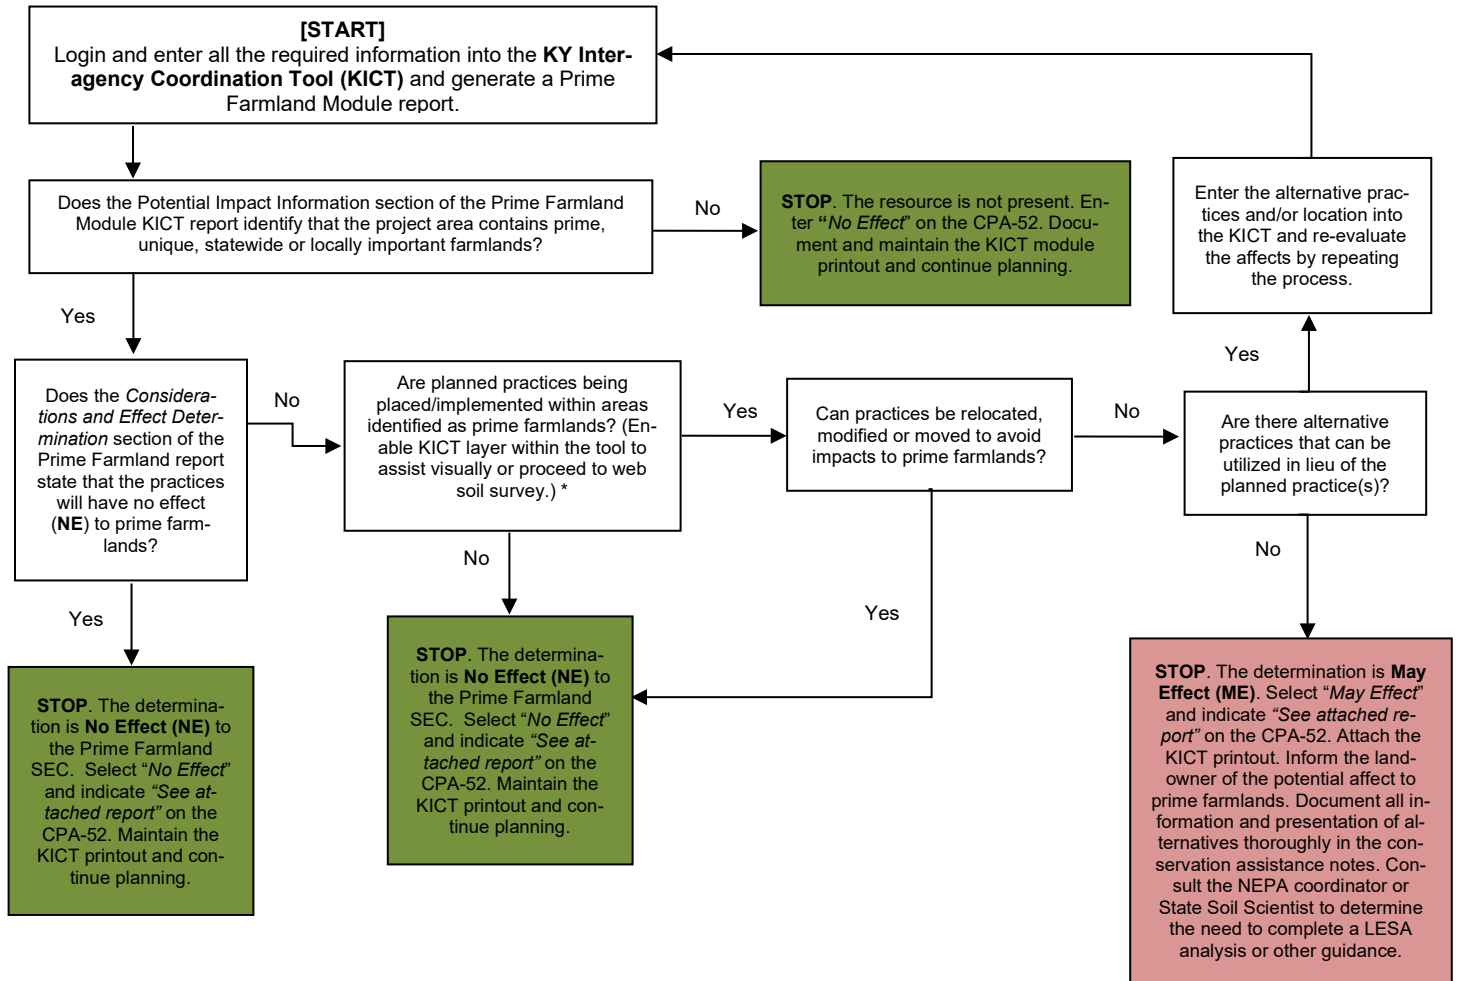 [START]
Login and enter all the required information into the KY Inter-
agency Coordination Tool (KICT) and generate a Prime
Farmland Module report.
Does the Potential Impact Information section of the Prime Farmland
Module KICT report identify that the project area contains prime,
unique, statewide or locally important farmlands?
No
STOP. The resource is not present. En-
ter “No Effect” on the CPA-52. Docu-
ment and maintain the KICT module
printout and continue planning.
Enter the alternative prac-
tices and/or location into
the KICT and re-evaluate
the affects by repeating
the process.
Yes
Yes
Does the Considera-
tions and Effect Deter-
mination section of the
Prime Farmland report
state that the practices
will have no effect
(NE) to prime farm-
lands?
No
Are planned practices being
placed/implemented within areas
identified as prime farmlands? (En-
able KICT layer within the tool to
assist visually or proceed to web
soil survey.) *
Yes
Can practices be relocated,
modified or moved to avoid
impacts to prime farmlands?
No
Are there alternative
practices that can be
utilized in lieu of the
planned practice(s)?
Yes
No
Yes
No
STOP. The determina-
tion is No Effect (NE) to
the Prime Farmland
SEC. Select “No Effect”
and indicate “See at-
tached report” on the
CPA-52. Maintain the
KICT printout and con-
tinue planning.
STOP. The determina-
tion is No Effect (NE) to
the Prime Farmland
SEC. Select “No Effect”
and indicate “See at-
tached report” on the
CPA-52. Maintain the
KICT printout and con-
tinue planning.
STOP. The determination is May
Effect (ME). Select “May Effect”
and indicate “See attached re-
port” on the CPA-52. Attach the
KICT printout. Inform the land-
owner of the potential affect to
prime farmlands. Document all in-
formation and presentation of al-
ternatives thoroughly in the con-
servation assistance notes. Con-
sult the NEPA coordinator or
State Soil Scientist to determine
the need to complete a LESA
analysis or other guidance.